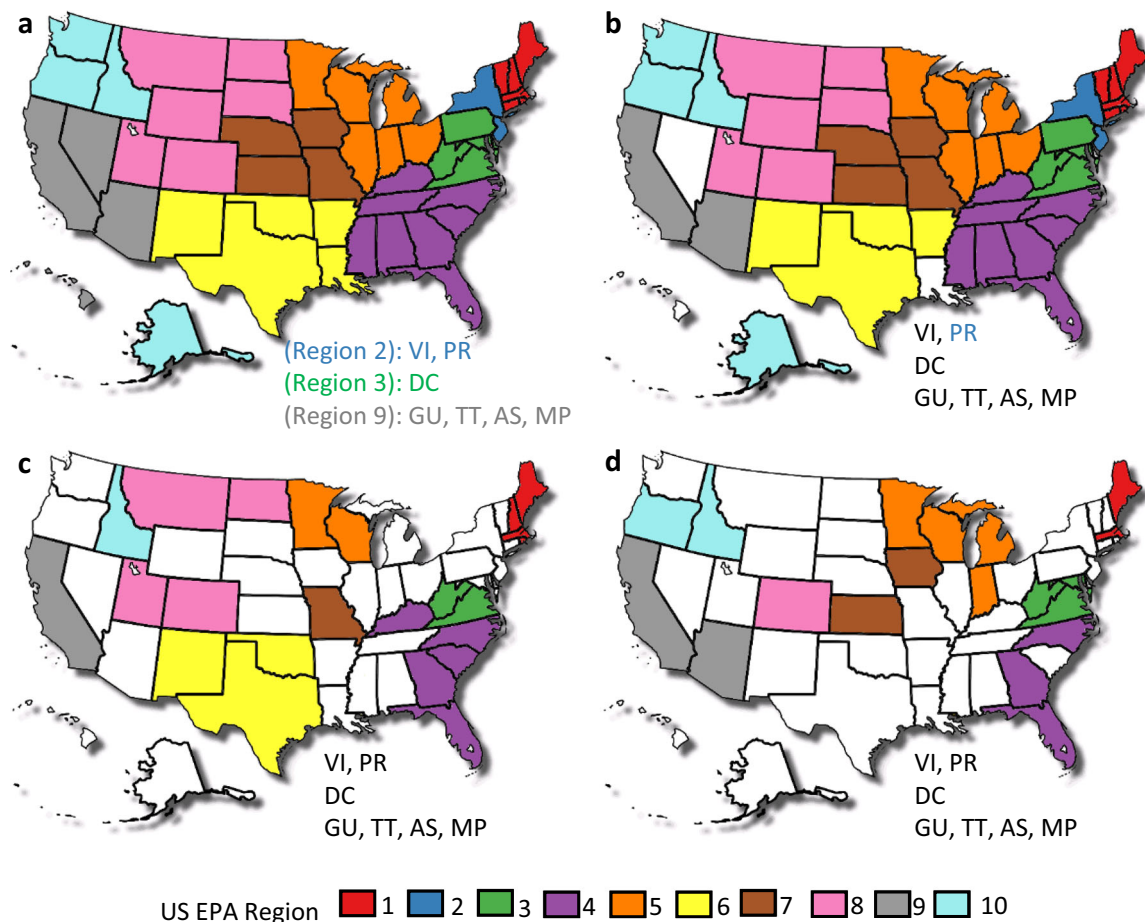 a
b
(Region 2): VI, PR
(Region 3): DC
(Region 9): GU, TT, AS, MP
VI, PR
DC
GU, TT, AS, MP
c
d
VI, PR
DC
GU, TT, AS, MP
VI, PR
DC
GU, TT, AS, MP
US EPA Region 1 2 3 4 5 6 7 8 9 10